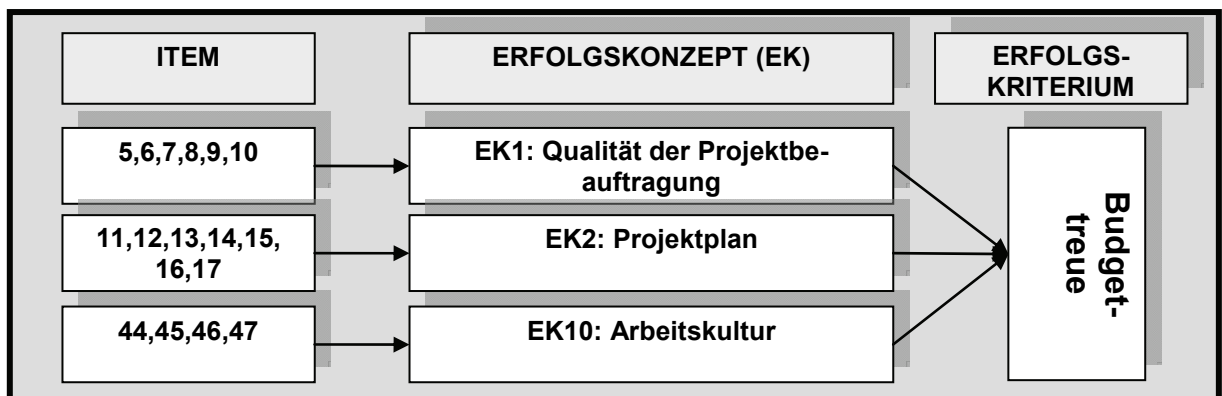 ITEM
ERFOLGSKONZEPT (EK)
ERFOLGS-
KRITERIUM
5,6,7,8,9,10
EK1: Qualität der Projektbe-
auftragung
11,12,13,14,15,
16,17
EK2: Projektplan
44,45,46,47
EK10: Arbeitskultur
Budget-
treue